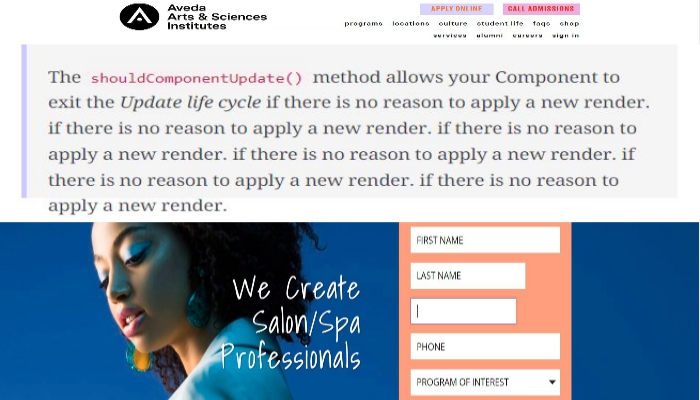 Aveda
Arts & Sciences
Institutes
APPLY ONLINE CALL ADMISSIONS
programs locations culture student life faqs shop
services alumni careers sign in
The shouldComponentUpdate() method allows your Component to
exit the Update life cycle if there is no reason to apply a new render.
if there is no reason to apply a new render. if there is no reason to
apply a new render. if there is no reason to apply a new render. if
there is no reason to apply a new render. if there is no reason to
apply a new render.
We Create
Salon/Spa
Professionals
FIRST NAME
LAST NAME
PHONE
PROGRAM OF INTEREST